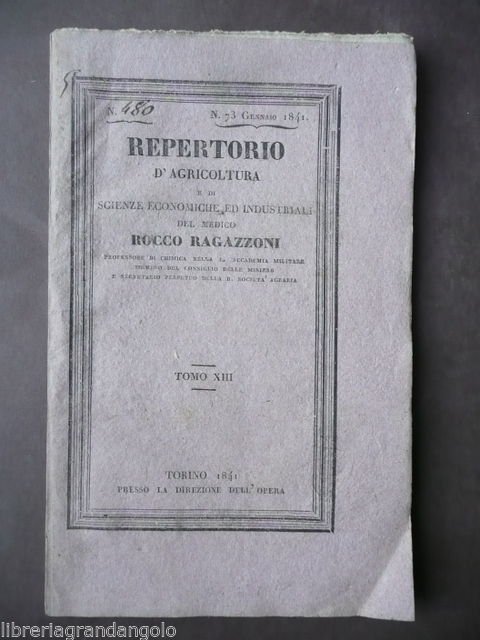 N. 480
N. 73 GENNAIO 1841.
REPERTORIO
D'AGRICOLTURA
E DI
SCIENZE ECONOMICHE ED INDUSTRIALI
DEL MEDICO
ROCCO RAGAZZONI
PROFESSORE DI CHIMICA NELLA R. ACCADEMIA MILITARE
MEMBRO DEL CONSIGLIO DELLE MINIERE
E SEGRETARIO PERPETUO DELLA R. SOCIETA' AGRARIA
TOMO XIII
TORINO 1841
PRESSO LA DIREZIONE DELL'OPERA
libreriagrandangolo